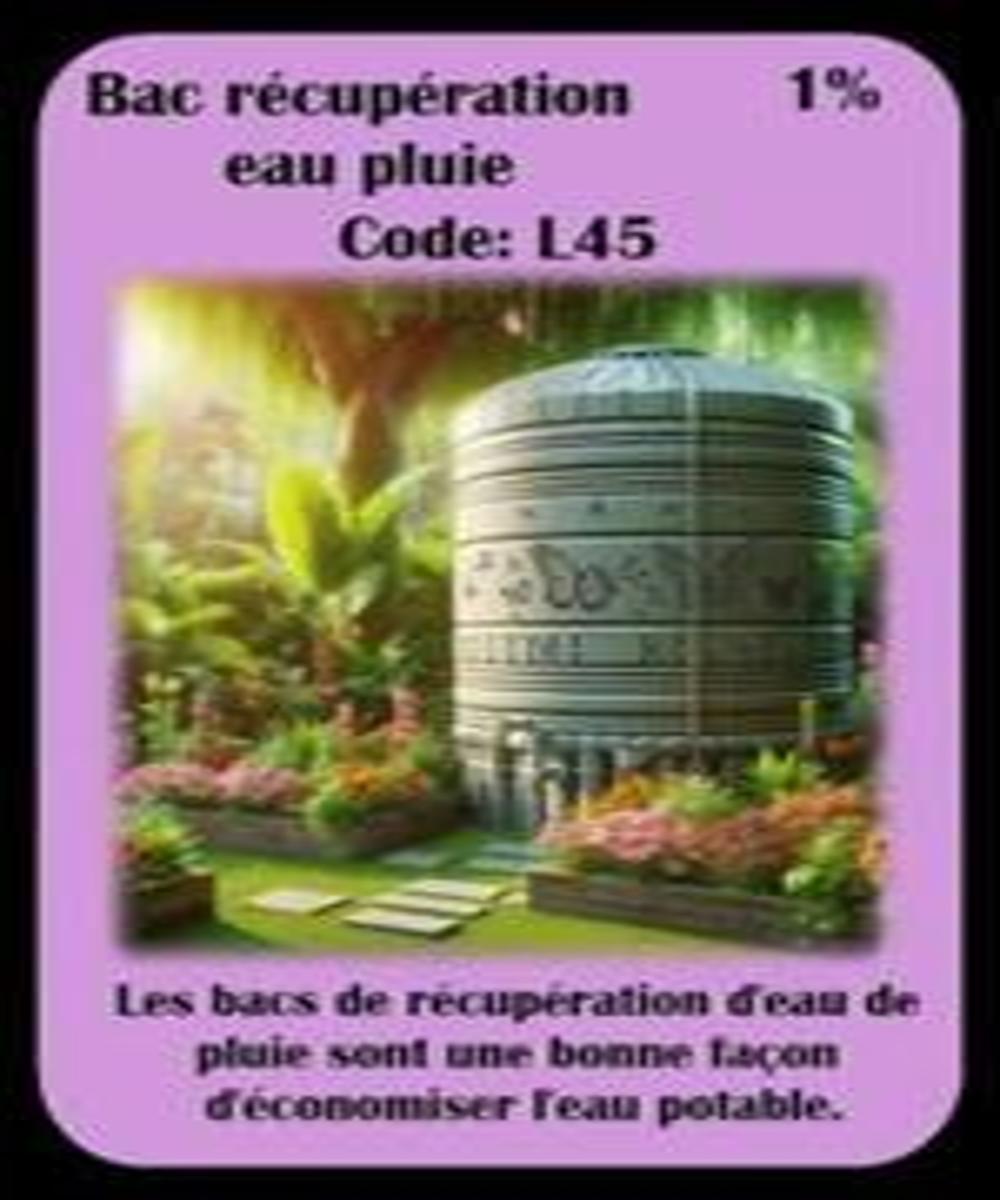 Bac récupération 1%
eau pluie
Code: L45
Les bacs de récupération d'eau de
pluie sont une bonne façon
d'économiser l'eau potable.